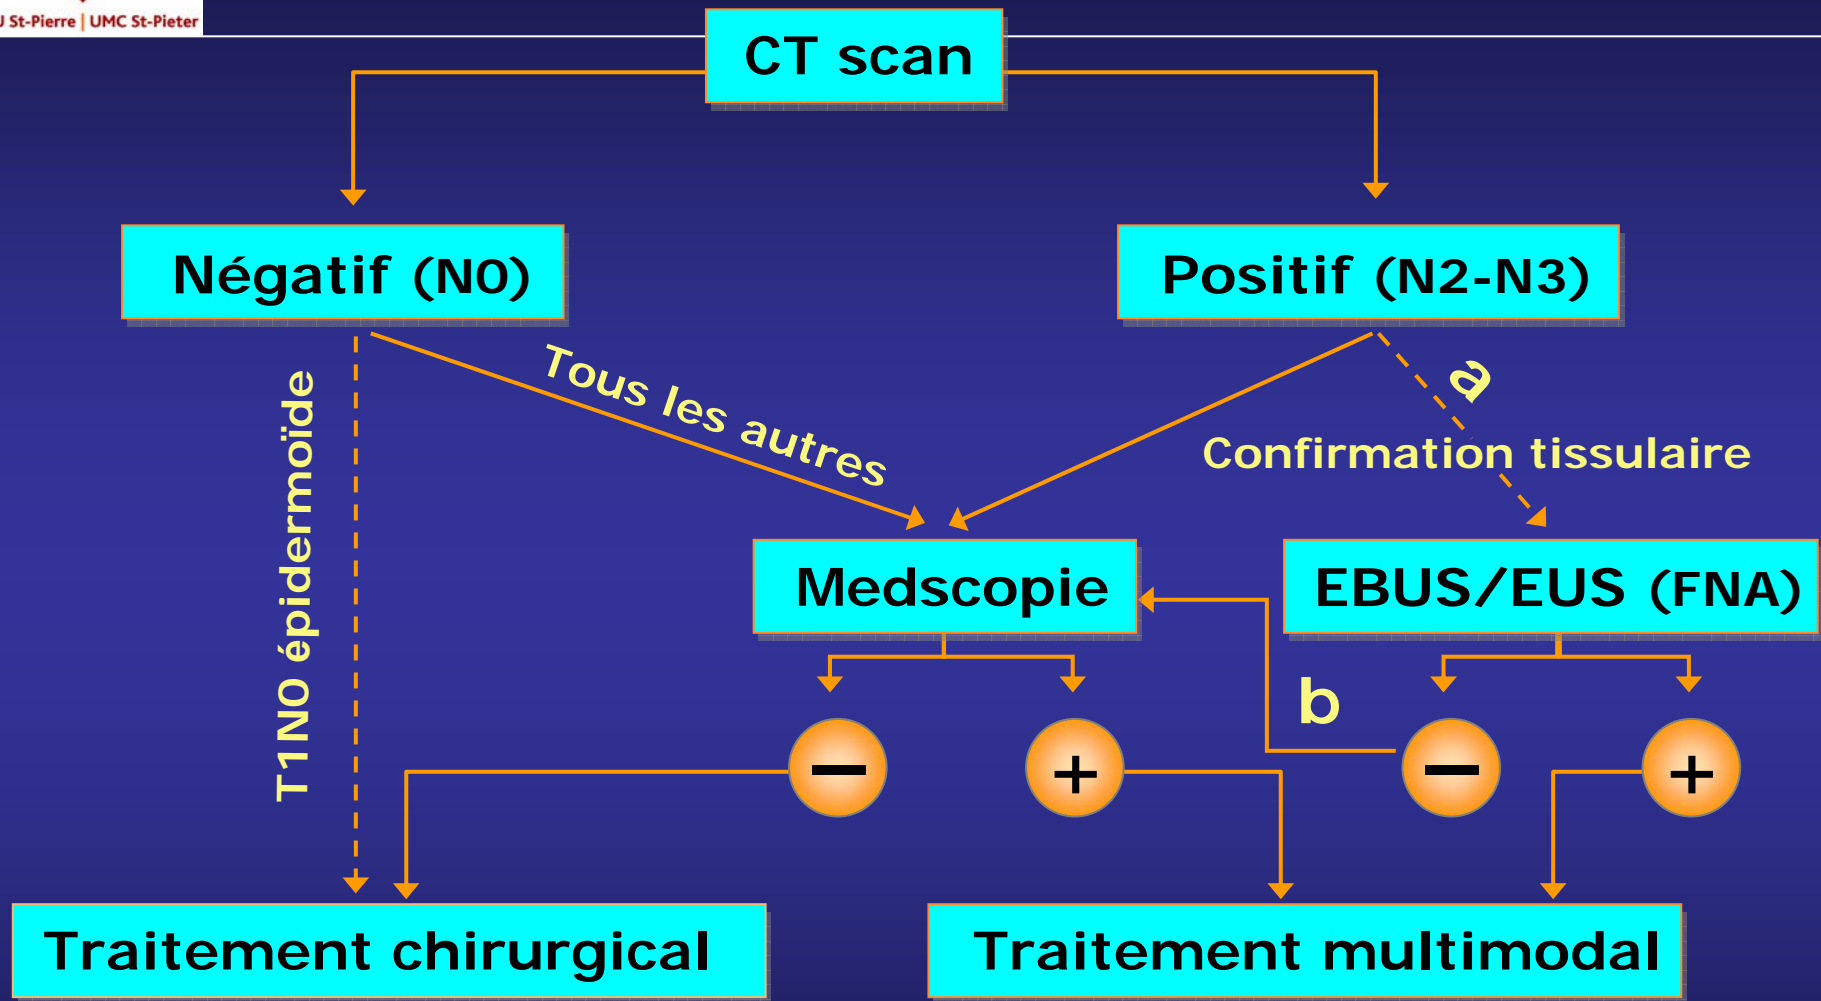 U St-Pierre | UMC St-Pieter
CT scan
Négatif (N0)
Positif (N2-N3)
T1N0 épidermoïde
Tous les autres
a
Confirmation tissulaire
Medscopie
EBUS/EUS (FNA)
b
−
+
−
+
Traitement chirurgical
Traitement multimodal